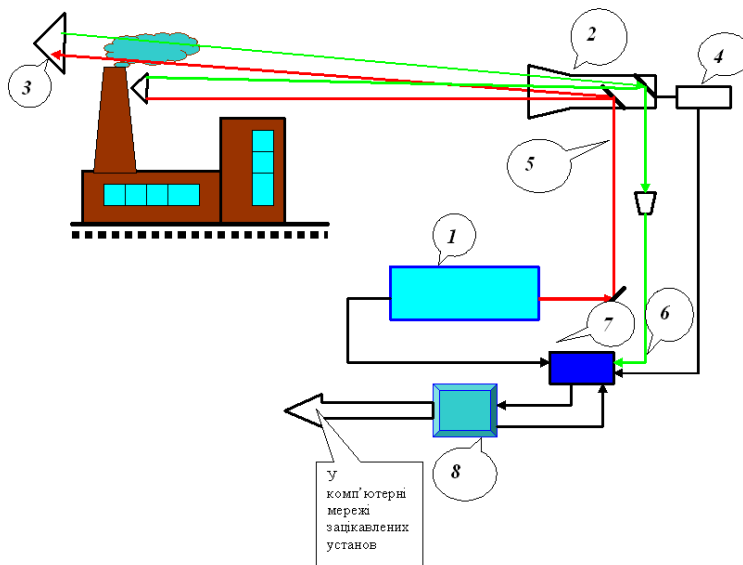 2
4
3
5
1
7
6
8
У
комп'ютерні
мережі
зацікавлених
установ